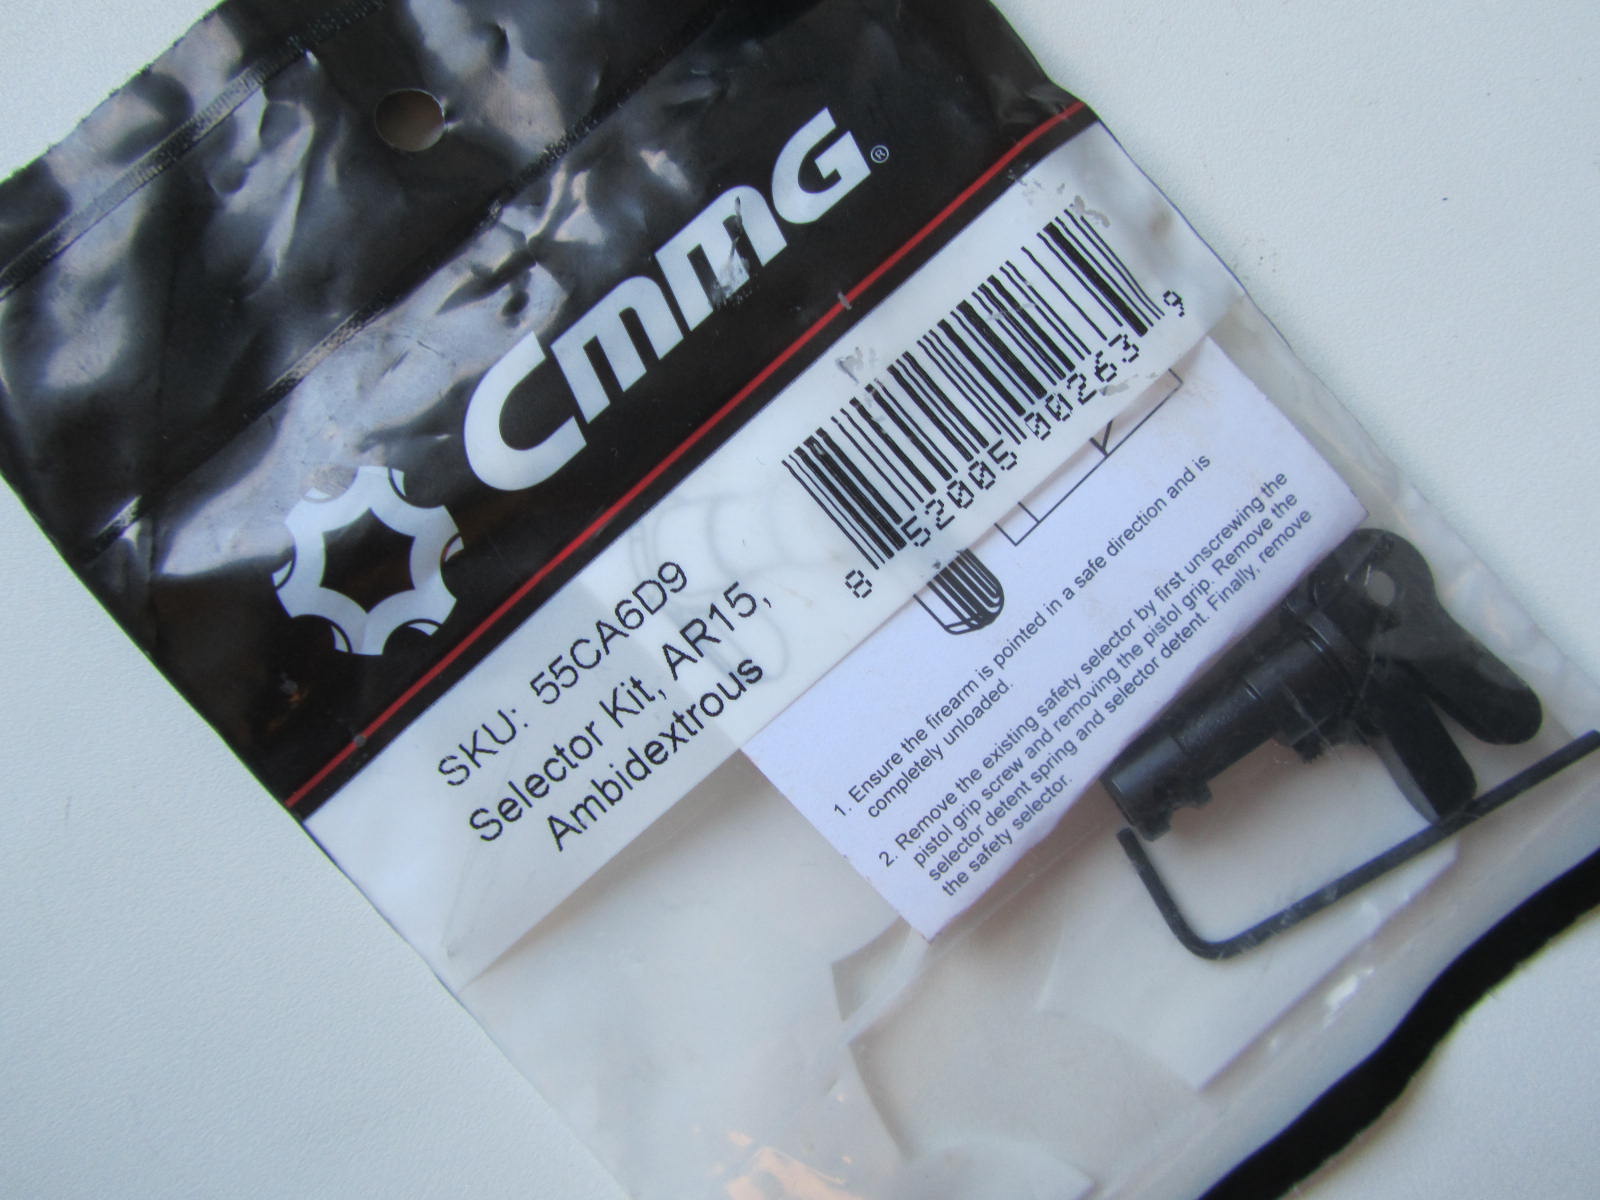 CMMG®
SKU: 55CA6D9
Selector Kit, AR15,
Ambidextrous
8 52005 00263 9
1. Ensure the firearm is pointed in a safe direction and is
completely unloaded.
2. Remove the existing safety selector by first unscrewing the
pistol grip screw and removing the pistol grip. Remove the
selector detent spring and selector detent. Finally, remove
the safety selector.